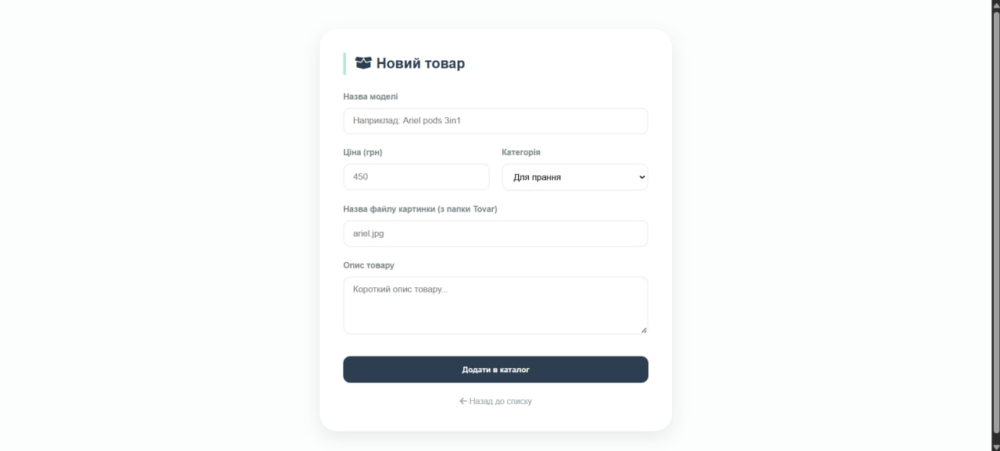 Новий товар
Назва моделі
Наприклад: Ariel pods 3in1
Ціна (грн) Категорія
450 Для прання
Назва файлу картинки (з папки Tovar)
ariel.jpg
Опис товару
Короткий опис товару...
Додати в каталог
← Назад до списку